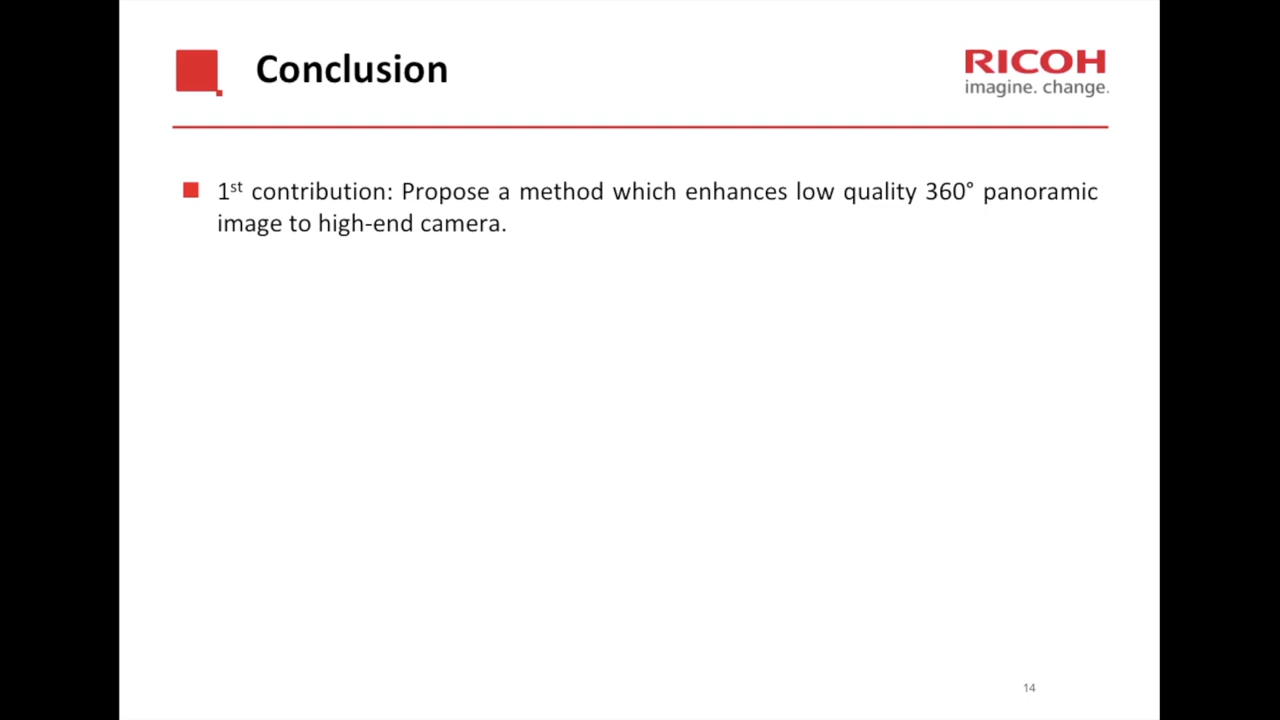 Conclusion
RICOH
imagine. change.
1st contribution: Propose a method which enhances low quality 360° panoramic
image to high-end camera.
14